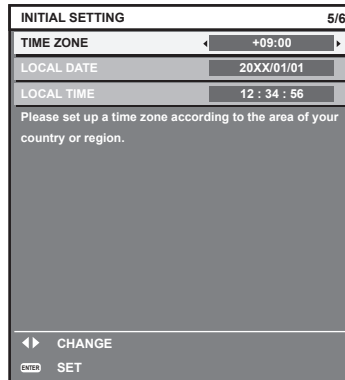 INITIAL SETTING 5/6
TIME ZONE +09:00
LOCAL DATE 20XX/01/01
LOCAL TIME 12 : 34 : 56
Please set up a time zone according to the area of your
country or region.
CHANGE
ENTER SET